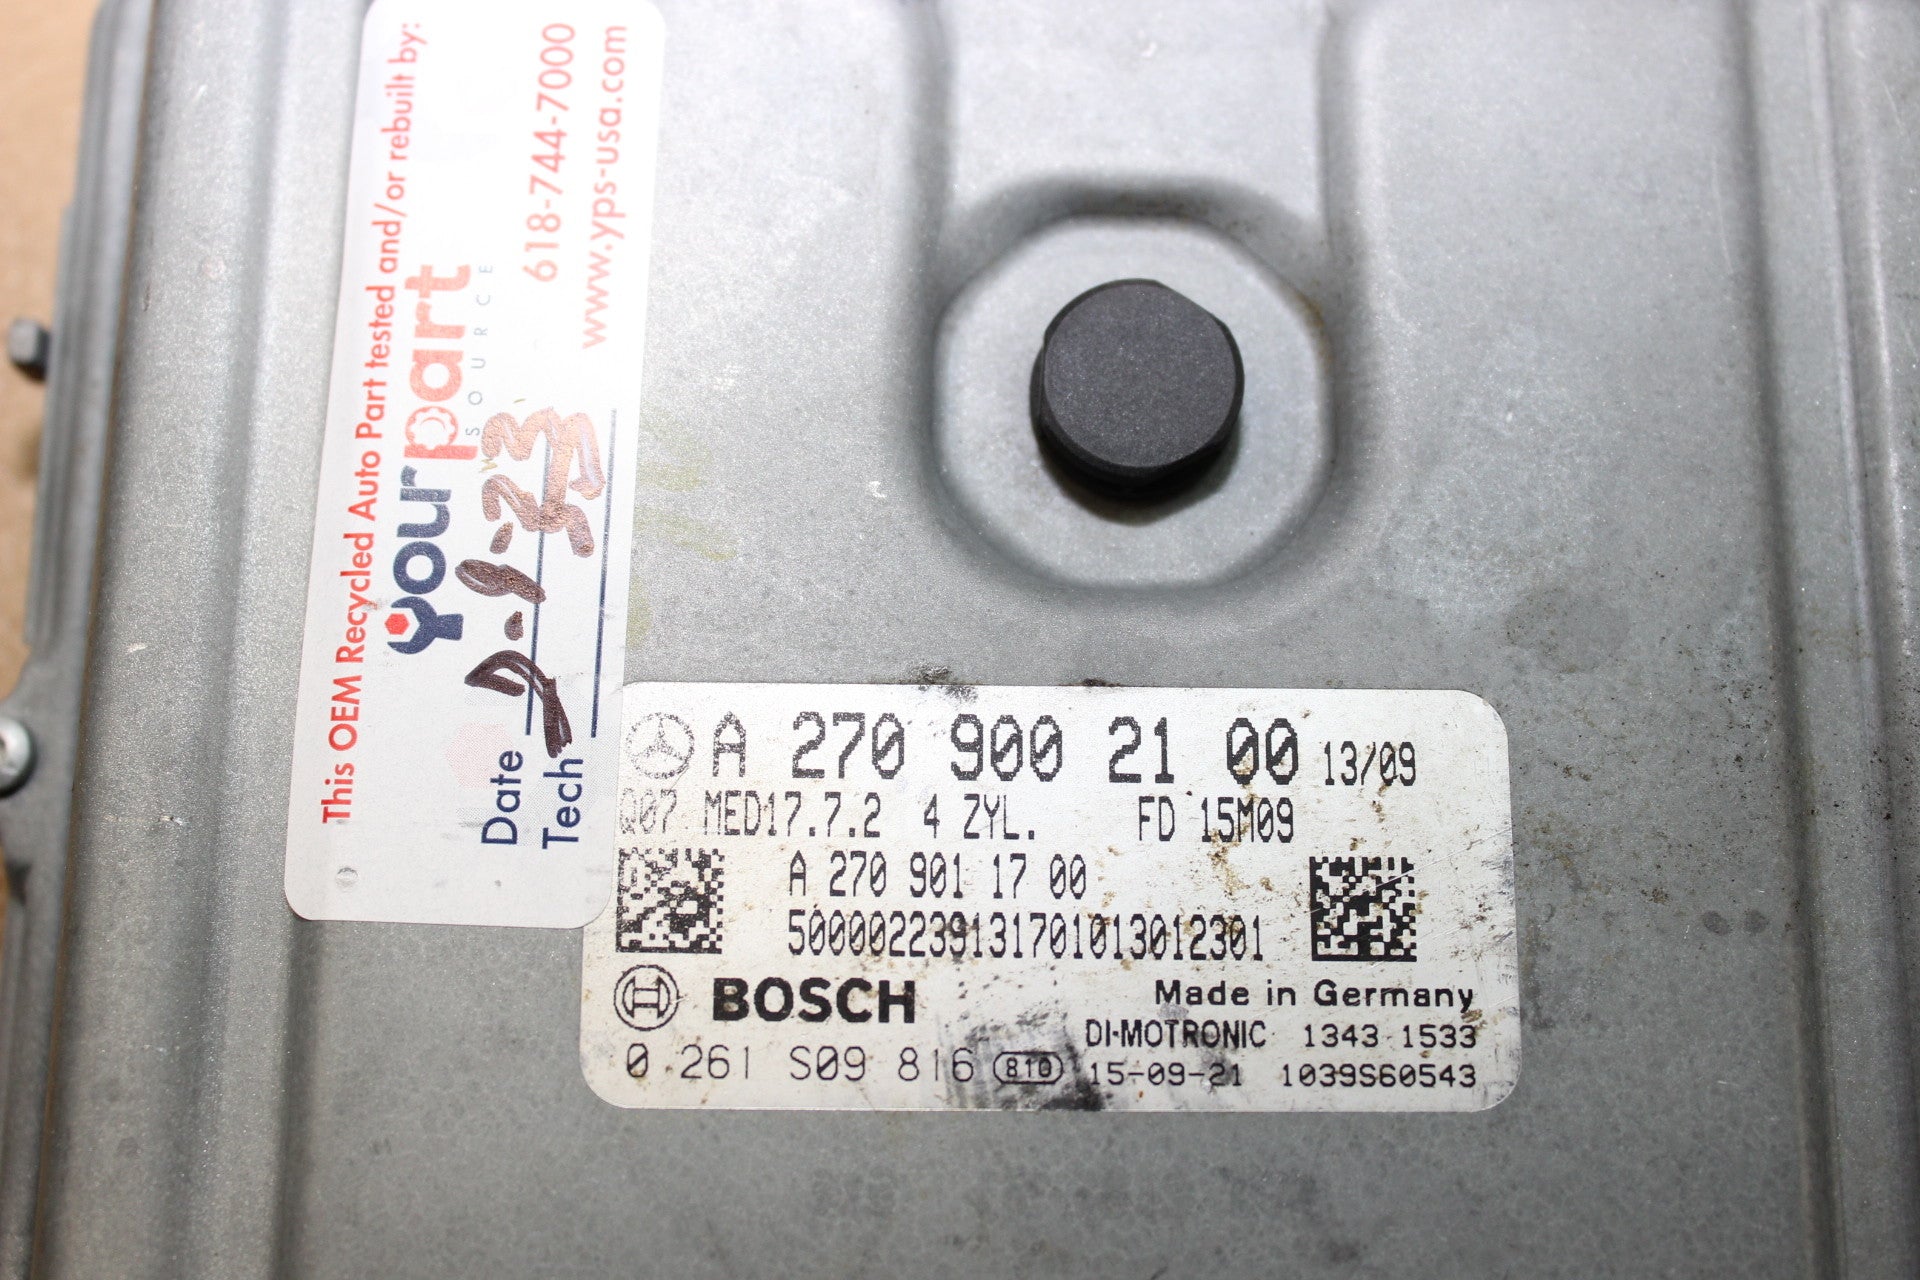 This OEM Recycled Auto Part tested and/or rebuilt by:
yourpart
SOURCE
618-744-7000
www.yps-usa.com
Date
Tech
A 270 900 21 00 13/09
Q07 MED17.7.2 4 ZYL. FD 15M09
A 270 901 17 00
5000022391317010130​12301
BOSCH
Made in Germany
DI-MOTRONIC 1343 1533
0 261 S09 816 810 15-09-21 1039S60543